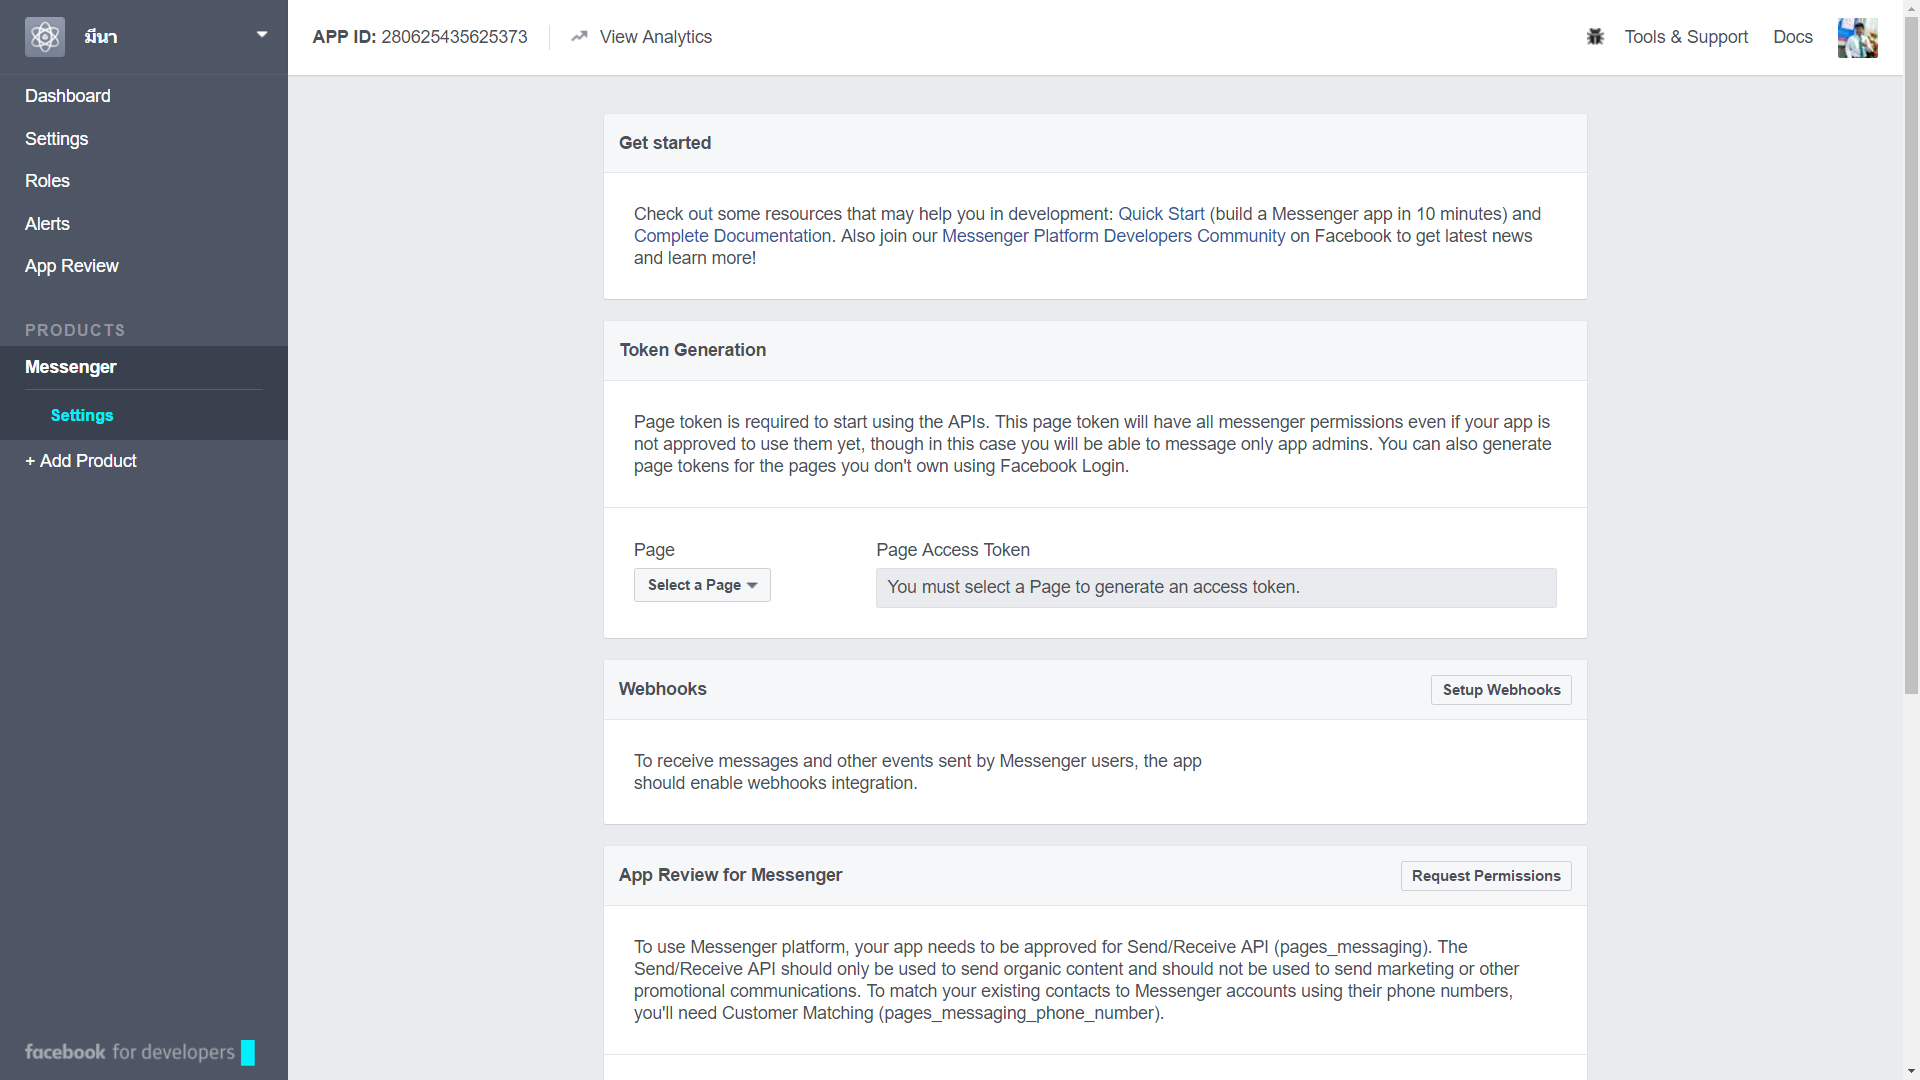 มีนา
Dashboard
Settings
Roles
Alerts
App Review
PRODUCTS
Messenger
Settings
+ Add Product
facebook for developers
APP ID: 280625435625373
View Analytics
Tools & Support
Docs
Get started
Check out some resources that may help you in development: Quick Start (build a Messenger app in 10 minutes) and
Complete Documentation. Also join our Messenger Platform Developers Community on Facebook to get latest news
and learn more!
Token Generation
Page token is required to start using the APIs. This page token will have all messenger permissions even if your app is
not approved to use them yet, though in this case you will be able to message only app admins. You can also generate
page tokens for the pages you don't own using Facebook Login.
Page
Select a Page
Page Access Token
You must select a Page to generate an access token.
Webhooks
Setup Webhooks
To receive messages and other events sent by Messenger users, the app
should enable webhooks integration.
App Review for Messenger
Request Permissions
To use Messenger platform, your app needs to be approved for Send/Receive API (pages_messaging). The
Send/Receive API should only be used to send organic content and should not be used to send marketing or other
promotional communications. To match your existing contacts to Messenger accounts using their phone numbers,
you'll need Customer Matching (pages_messaging_phone_number).